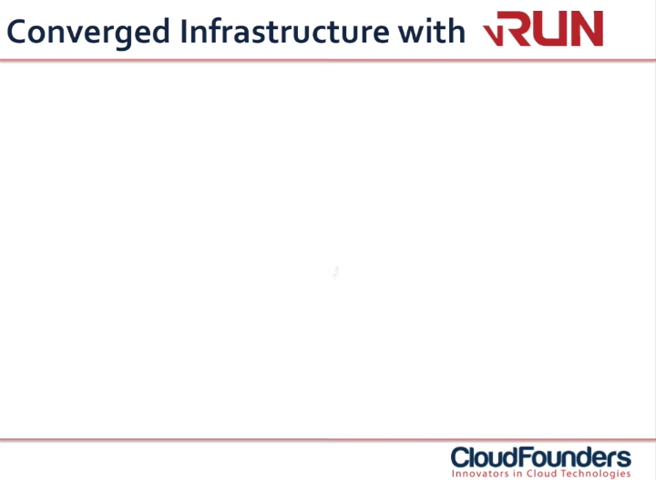 Converged Infrastructure with vRUN
CloudFounders
Innovators in Cloud Technologies